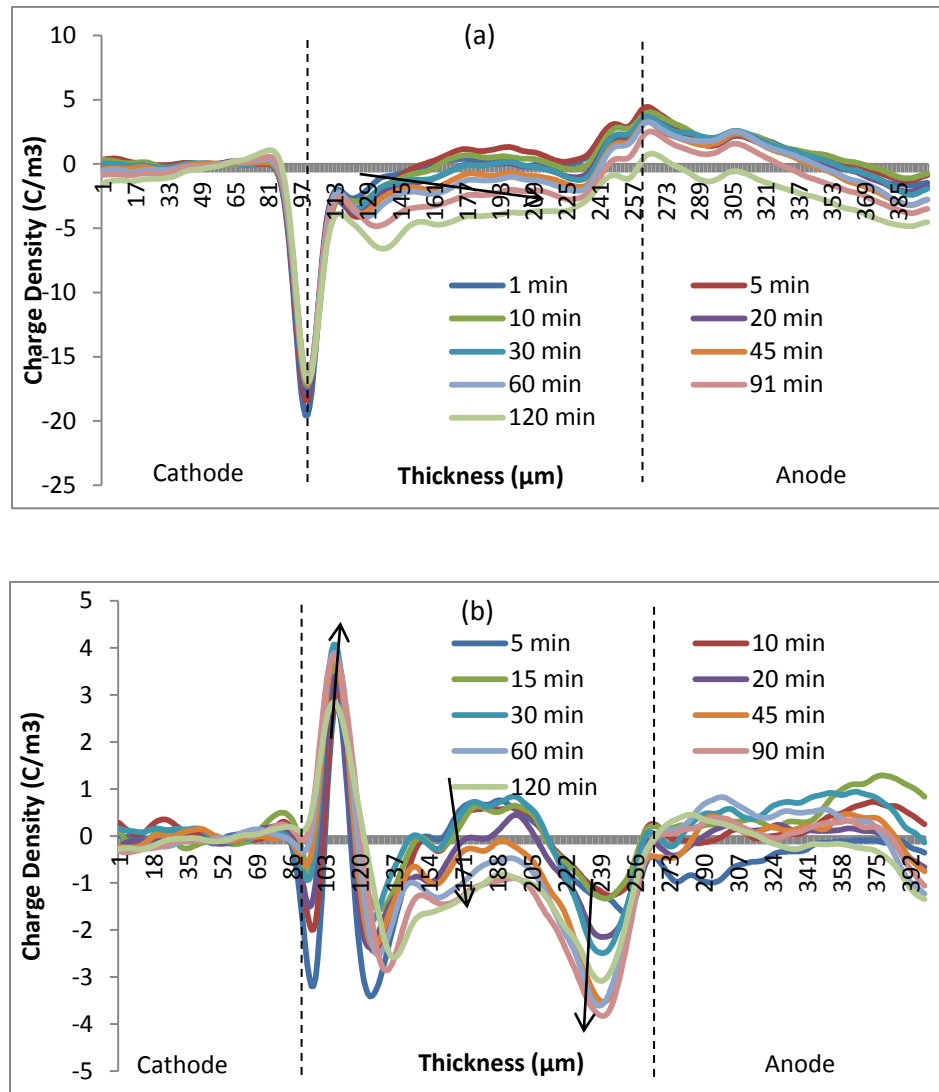 (a)
10
5
0
-5
-10
-15
-20
-25
Charge Density (C/m3)
1 17 33 49 65 81 97 113 129 145 161 177 193 209 225 241 257 273 289 305 321 337 353 369 385
1 min 5 min
10 min 20 min
30 min 45 min
60 min 91 min
120 min
Cathode Thickness (µm) Anode
(b)
5
4
3
2
1
0
-1
-2
-3
-4
-5
Charge Density (C/m3)
1 18 35 52 69 86 103 120 137 154 171 188 205 222 239 256 273 290 307 324 341 358 375 392
5 min 10 min
15 min 20 min
30 min 45 min
60 min 90 min
120 min
Cathode Thickness (µm) Anode